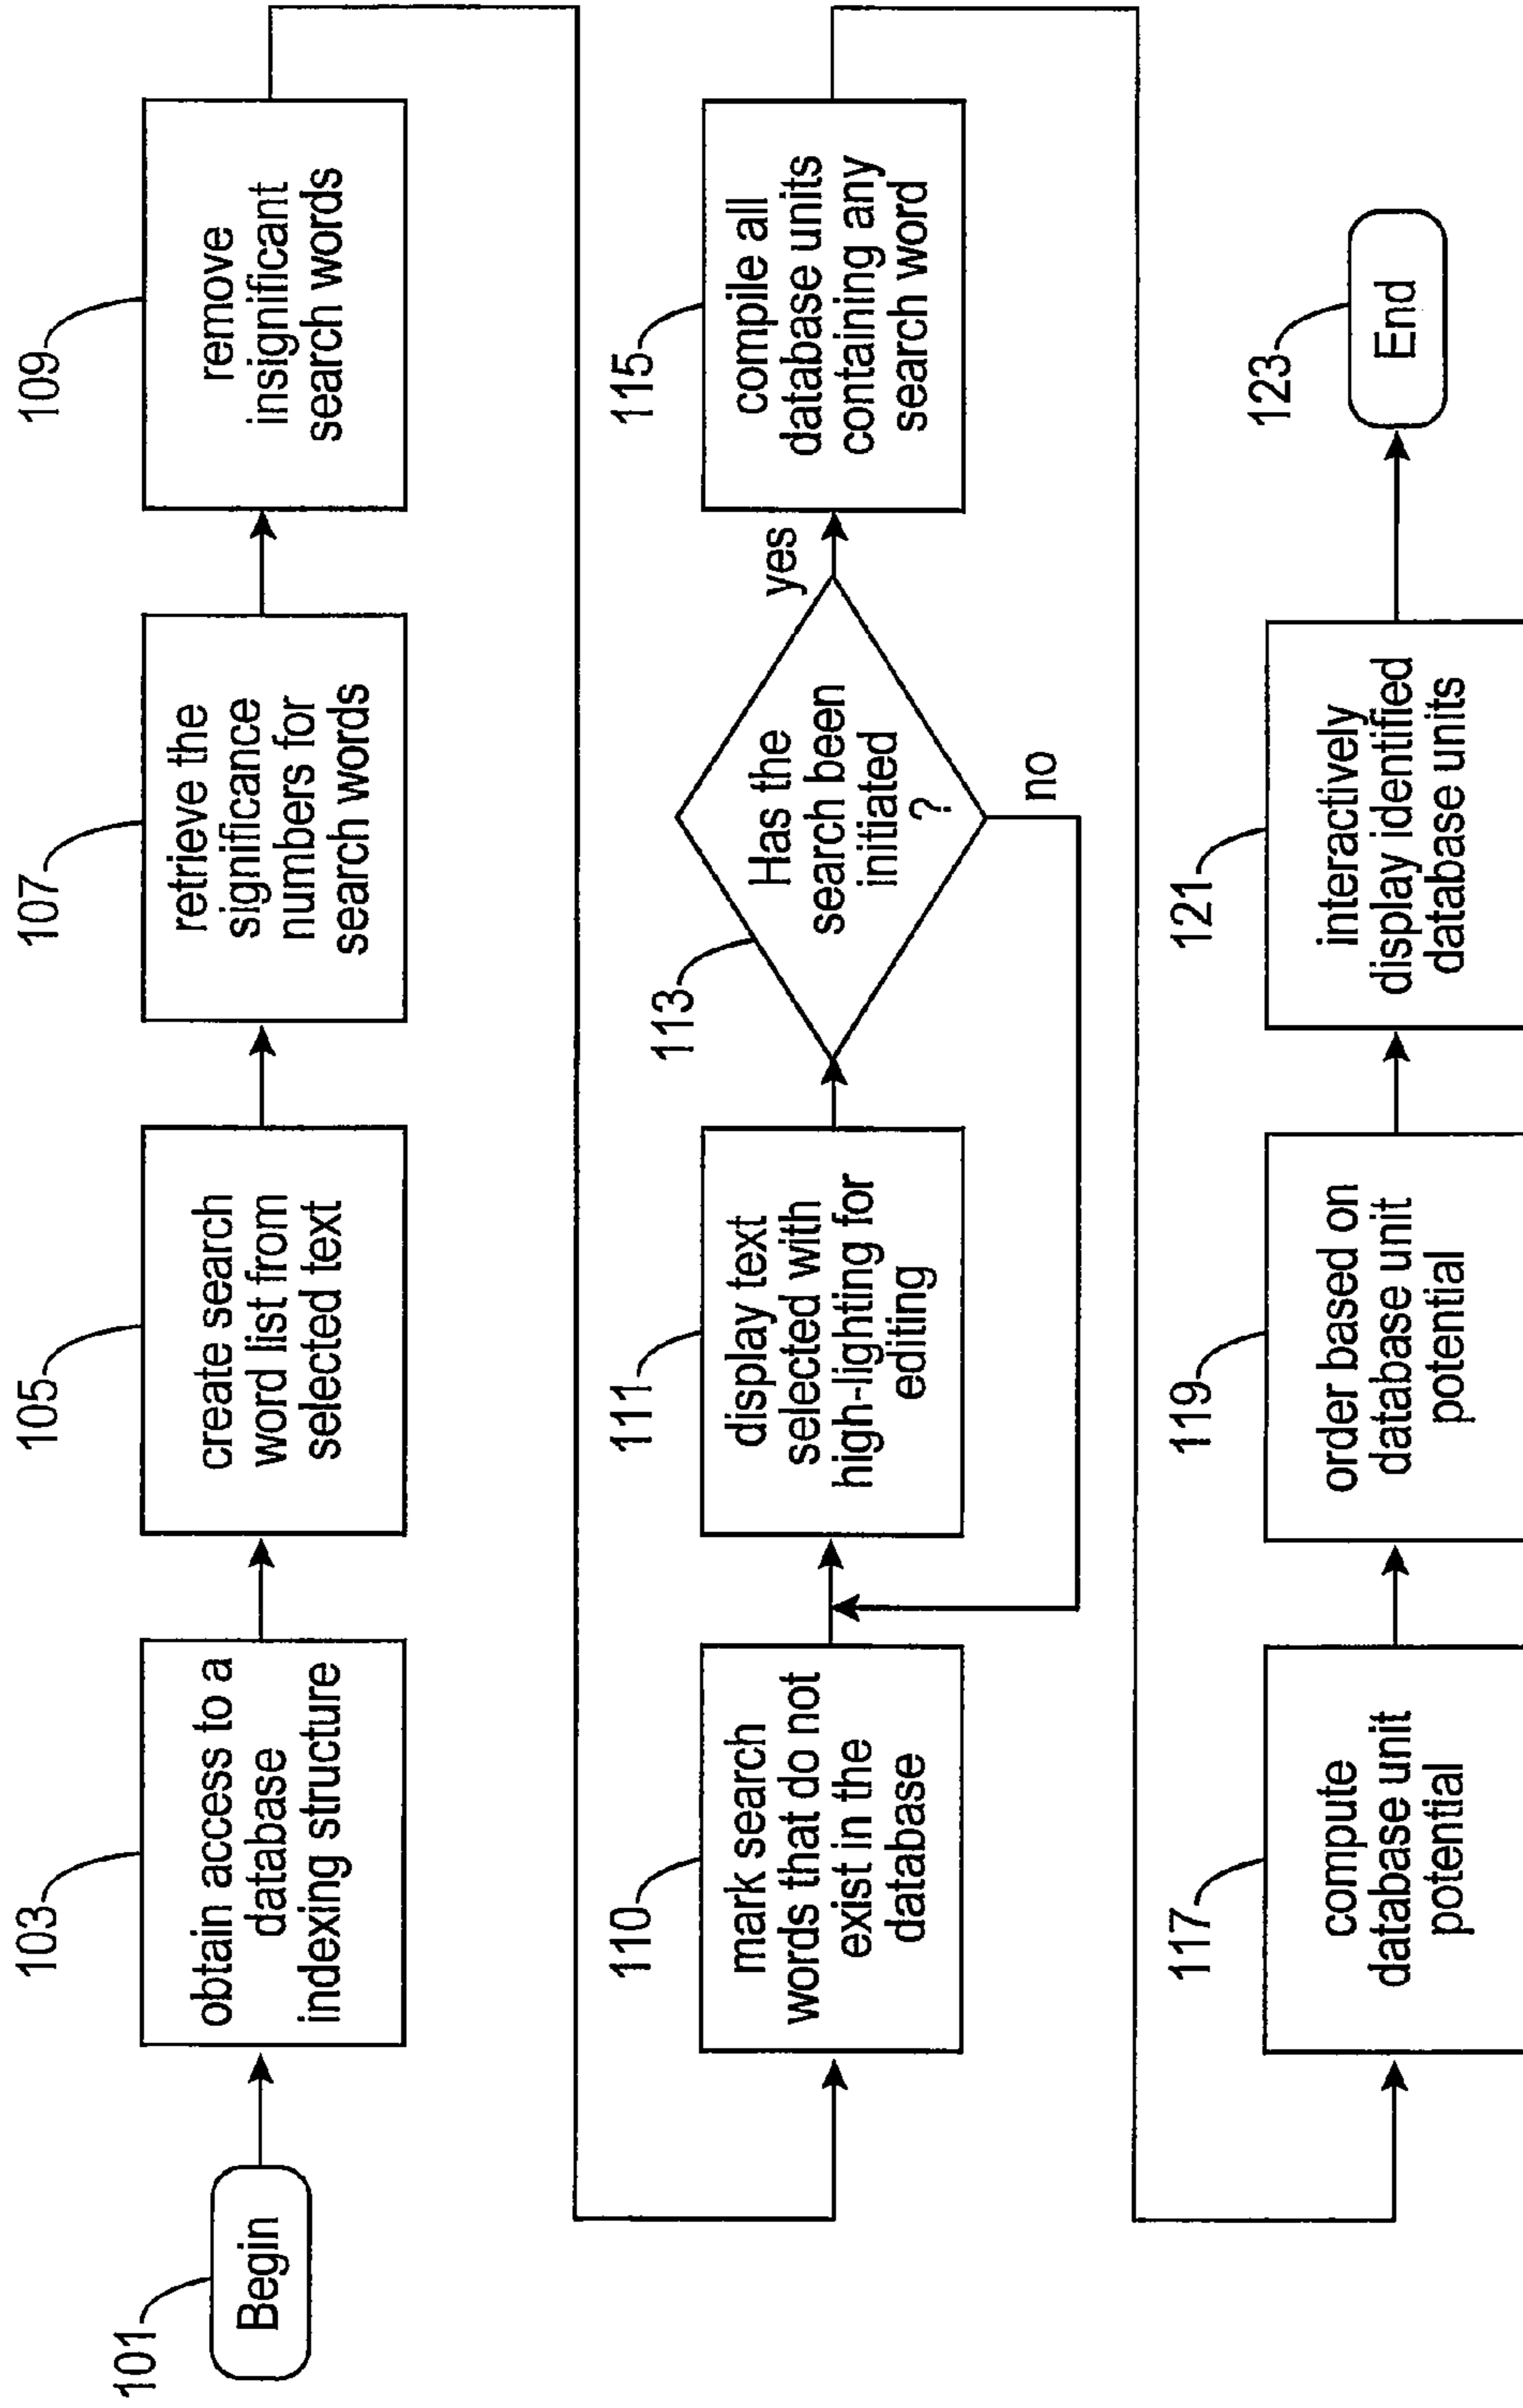 101
Begin
103
obtain access to a
database
indexing structure
105
create search
word list from
selected text
107
retrieve the
significance
numbers for
search words
109
remove
insignificant
search words
110
mark search
words that do not
exist in the
database
111
display text
selected with
high-lighting for
editing
113
Has the
search been
initiated
?
yes
no
115
compile all
database units
containing any
search word
117
compute
database unit
potential
119
order based on
database unit
potential
121
interactively
display identified
database units
123
End